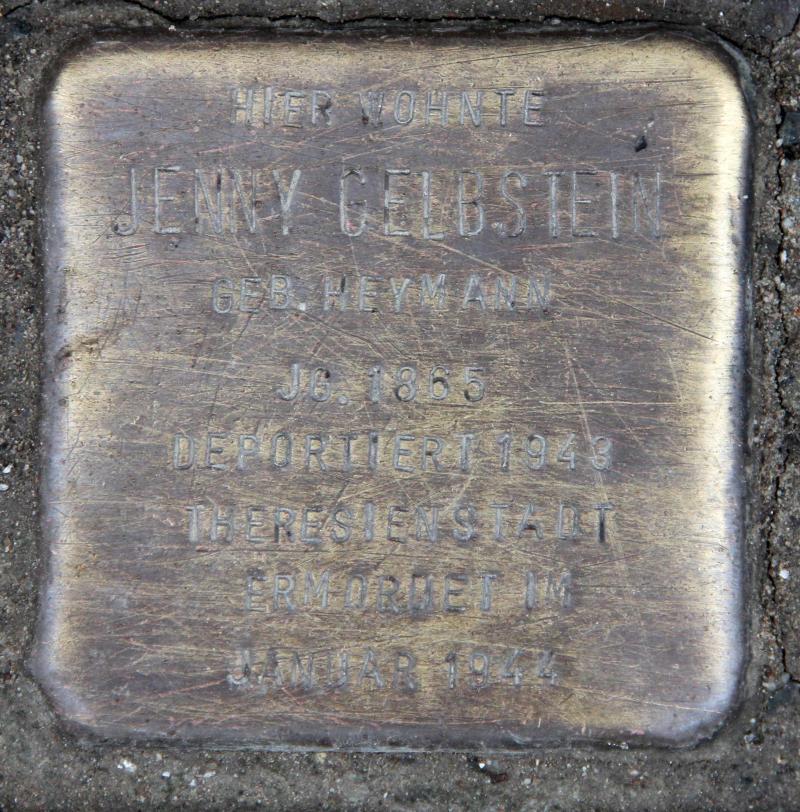 HIER WOHNTE
JENNY GELBSTEIN
GEB. HEYMANN
JG. 1865
DEPORTIERT 1943
THERESIENSTADT
ERMORDET IM
JANUAR 1944